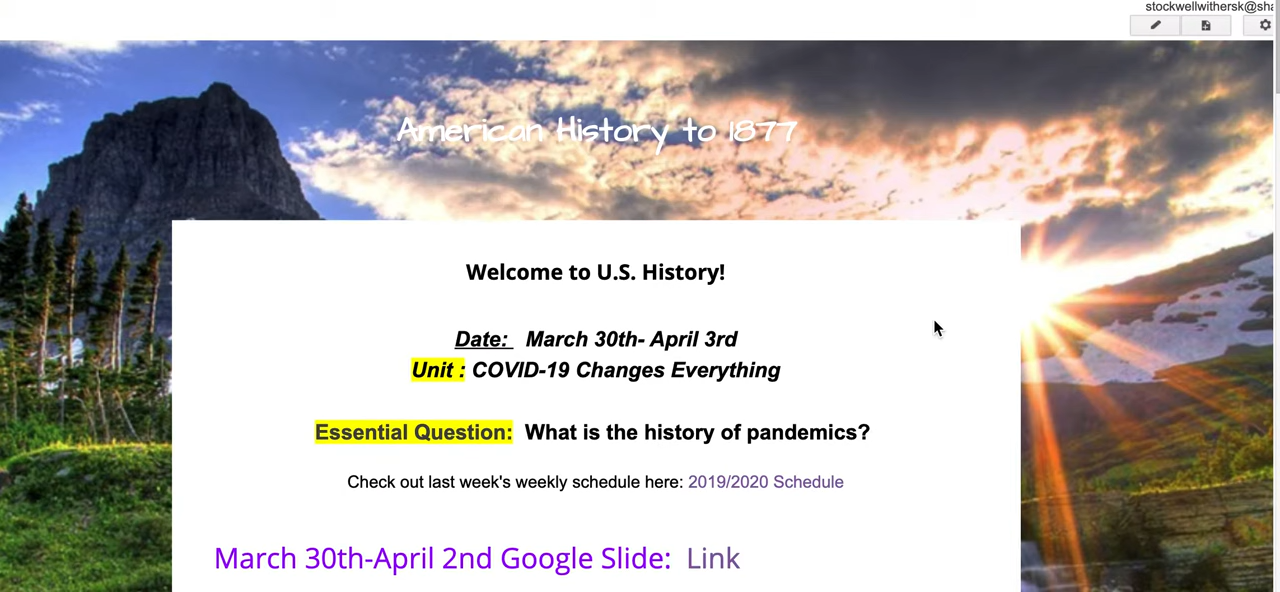 stockwellwithersk@sha
American History to 1877
Welcome to U.S. History!
Date: March 30th- April 3rd
Unit : COVID-19 Changes Everything
Essential Question: What is the history of pandemics?
Check out last week's weekly schedule here: 2019/2020 Schedule
March 30th-April 2nd Google Slide: Link